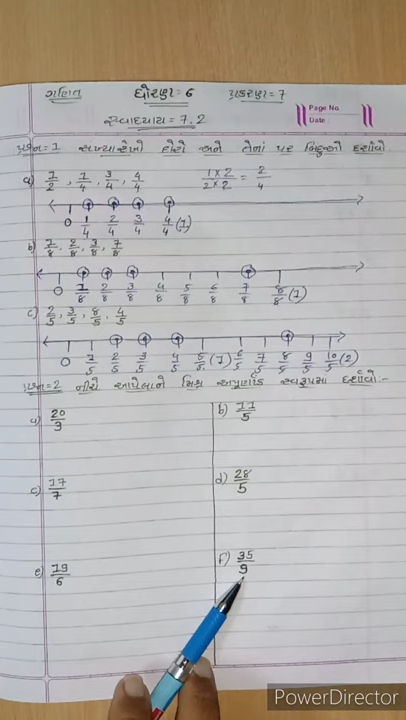 ગણિત ધોરણ = 6 પ્રકરણ = 7
સ્વાધ્યાય = 7.2
Page No.
Date
પ્રશ્ન = 1 સંખ્યારેખા દોરો અને તેનાં પર બિંદુઓ દર્શાવો
a) 1/2, 1/4, 3/4, 4/4 1×2/2×2 = 2/4
0 1/4 2/4 3/4 4/4 (1)
b) 1/8, 2/8, 3/8, 7/8
0 1/8 2/8 3/8 4/8 5/8 6/8 7/8 8/8 (1)
c) 2/5, 3/5, 8/5, 4/5
0 1/5 2/5 3/5 4/5 5/5 (1) 6/5 7/5 8/5 9/5 10/5 (2)
પ્રશ્ન = 2 નીચે આપેલાને મિશ્ર અપૂર્ણાંક સ્વરૂપમાં દર્શાવો:-
a) 20/3 b) 11/5
c) 17/7 d) 28/5
e) 19/6 f) 35/9
PowerDirector